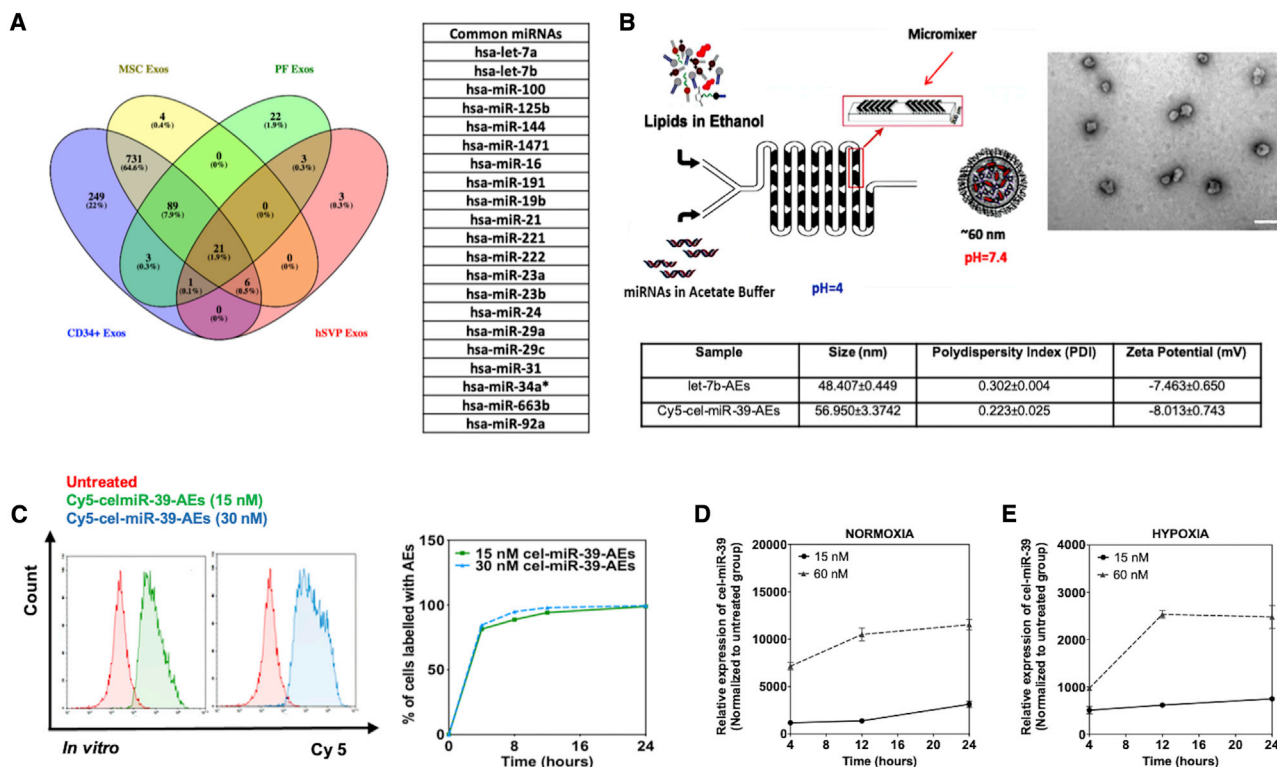 A
MSC Exos
PF Exos
4
(0.4%)
22
(1.9%)
731
(64.6%)
0
(0%)
3
(0.3%)
249
(22%)
89
(7.9%)
0
(0%)
3
(0.3%)
21
(1.9%)
3
(0.3%)
0
(0%)
1
(0.1%)
6
(0.5%)
0
(0%)
CD34+ Exos
hSVP Exos
Common miRNAs
hsa-let-7a
hsa-let-7b
hsa-miR-100
hsa-miR-125b
hsa-miR-144
hsa-miR-1471
hsa-miR-16
hsa-miR-191
hsa-miR-19b
hsa-miR-21
hsa-miR-221
hsa-miR-222
hsa-miR-23a
hsa-miR-23b
hsa-miR-24
hsa-miR-29a
hsa-miR-29c
hsa-miR-31
hsa-miR-34a*
hsa-miR-663b
hsa-miR-92a
B
Micromixer
Lipids in Ethanol
miRNAs in Acetate Buffer
pH=4
~60 nm
pH=7.4
Sample Size (nm) Polydispersity Index (PDI) Zeta Potential (mV)
let-7b-AEs 48.407±0.449 0.302±0.004 -7.463±0.650
Cy5-cel-miR-39-AEs 56.950±3.3742 0.223±0.025 -8.013±0.743
C
Untreated
Cy5-celmiR-39-AEs (15 nM)
Cy5-cel-miR-39-AEs (30 nM)
Count
In vitro
Cy 5
% of cells labelled with AEs
150
100
50
0
15 nM cel-miR-39-AEs
30 nM cel-miR-39-AEs
0 8 16 24
Time (hours)
D
NORMOXIA
Relative expression of cel-miR-39
(Normalized to untreated group)
20000
15000
10000
5000
0
15 nM
60 nM
4 8 12 16 20 24
Time (hours)
E
HYPOXIA
Relative expression of cel-miR-39
(Normalized to untreated group)
4000
3000
2000
1000
0
15 nM
60 nM
4 8 12 16 20 24
Time (hours)